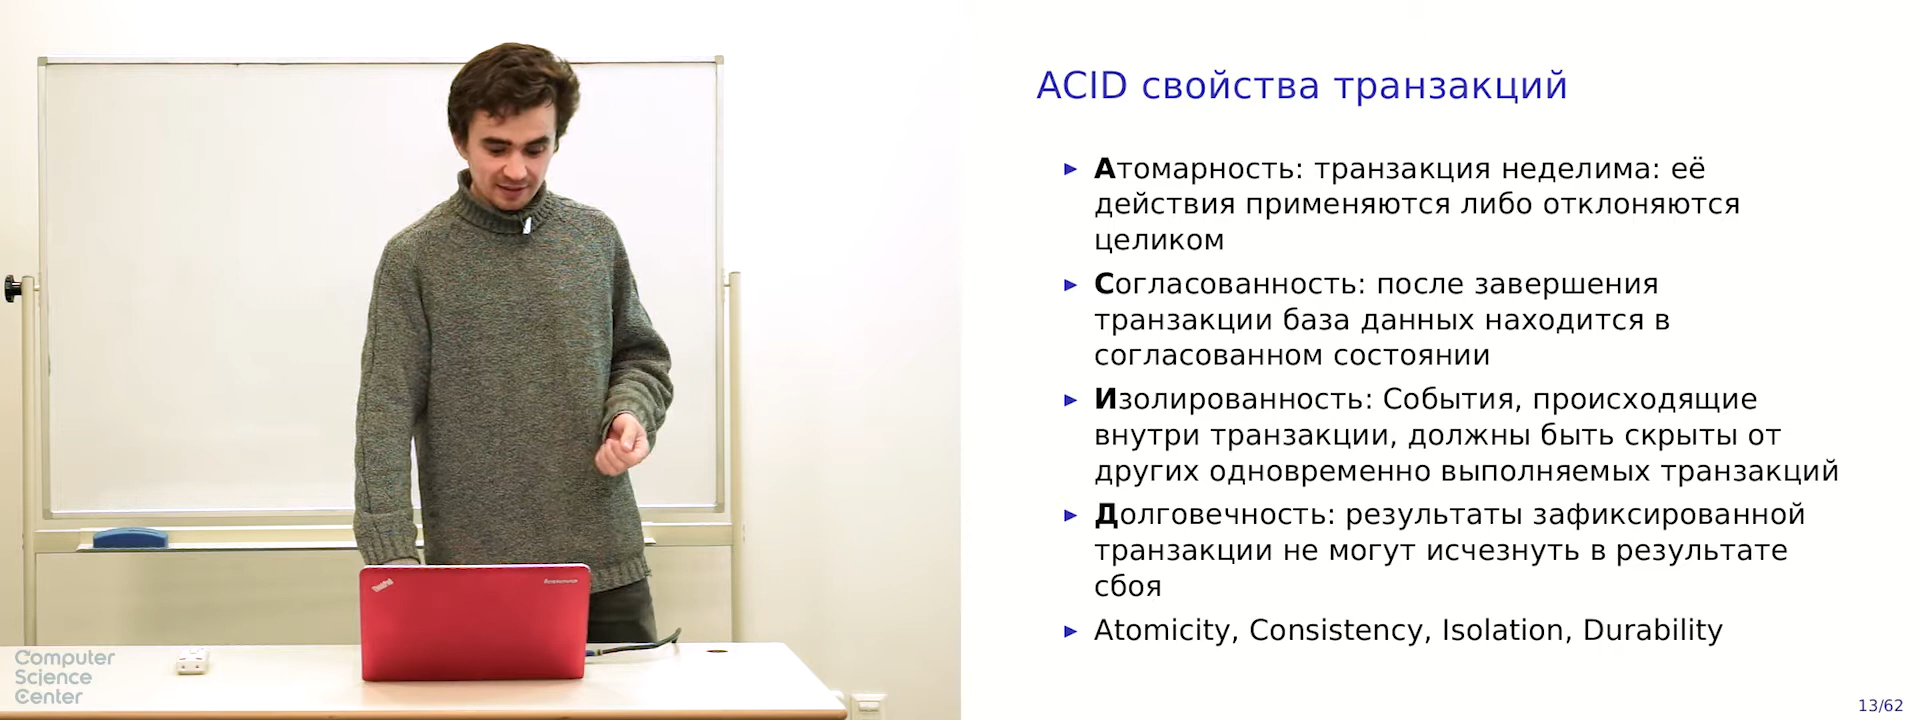 ACID свойства транзакций
▶ Атомарность: транзакция неделима: её
действия применяются либо отклоняются
целиком
▶ Согласованность: после завершения
транзакции база данных находится в
согласованном состоянии
▶ Изолированность: События, происходящие
внутри транзакции, должны быть скрыты от
других одновременно выполняемых транзакций
▶ Долговечность: результаты зафиксированной
транзакции не могут исчезнуть в результате
сбоя
▶ Atomicity, Consistency, Isolation, Durability
13/62
Computer
Science
Center